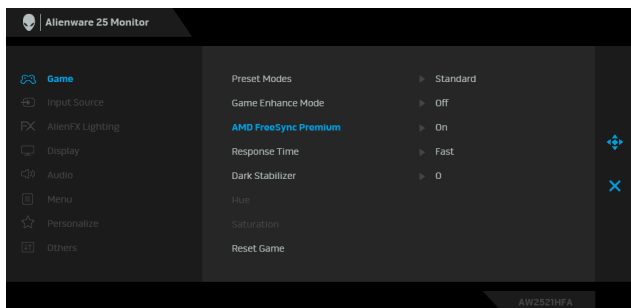 Alienware 25 Monitor
Game
Input Source
AlienFX Lighting
Display
Audio
Menu
Personalize
Others
Preset Modes Standard
Game Enhance Mode Off
AMD FreeSync Premium On
Response Time Fast
Dark Stabilizer 0
Hue
Saturation
Reset Game
AW2521HFA